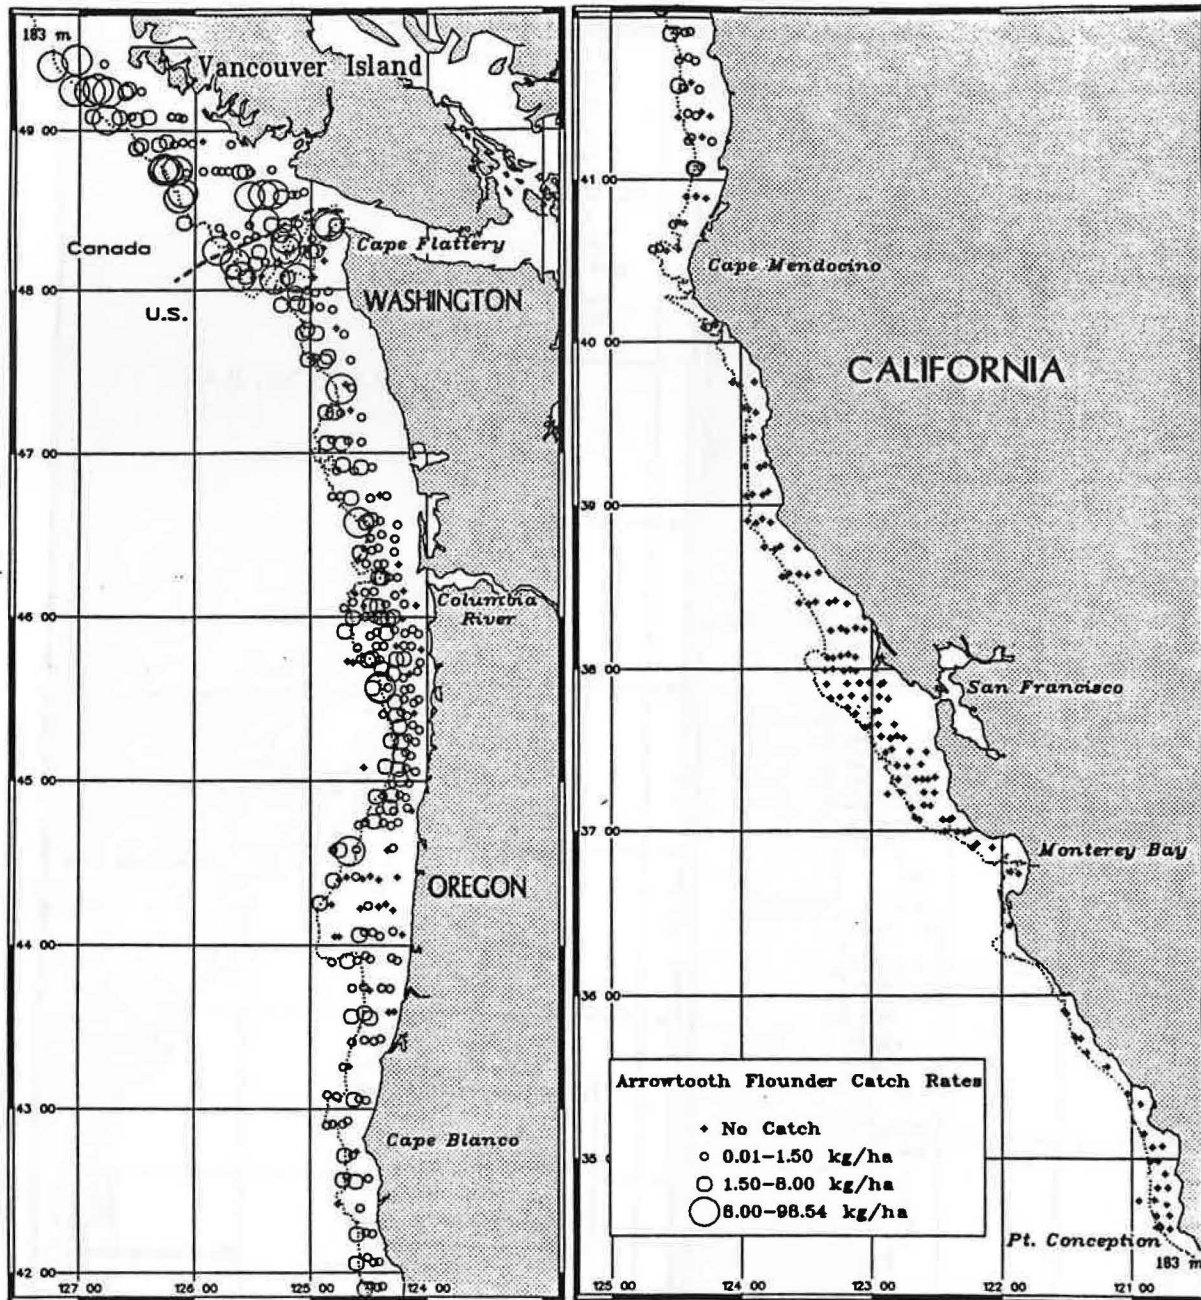 183 m
Vancouver Island
49 00
Canada
Cape Flattery
48 00
U.S.
WASHINGTON
47 00
46 00
Columbia
River
45 00
OREGON
44 00
43 00
Cape Blanco
42 00
127 00
126 00
125 00
124 00
41 00
Cape Mendocino
40 00
CALIFORNIA
39 00
38 00
San Francisco
37 00
Monterey Bay
36 00
Arrowtooth Flounder Catch Rates
No Catch
0.01-1.50 kg/ha
35
1.50-8.00 kg/ha
8.00-98.54 kg/ha
Pt. Conception
183 m
125 00
124 00
123 00
122 00
121 00